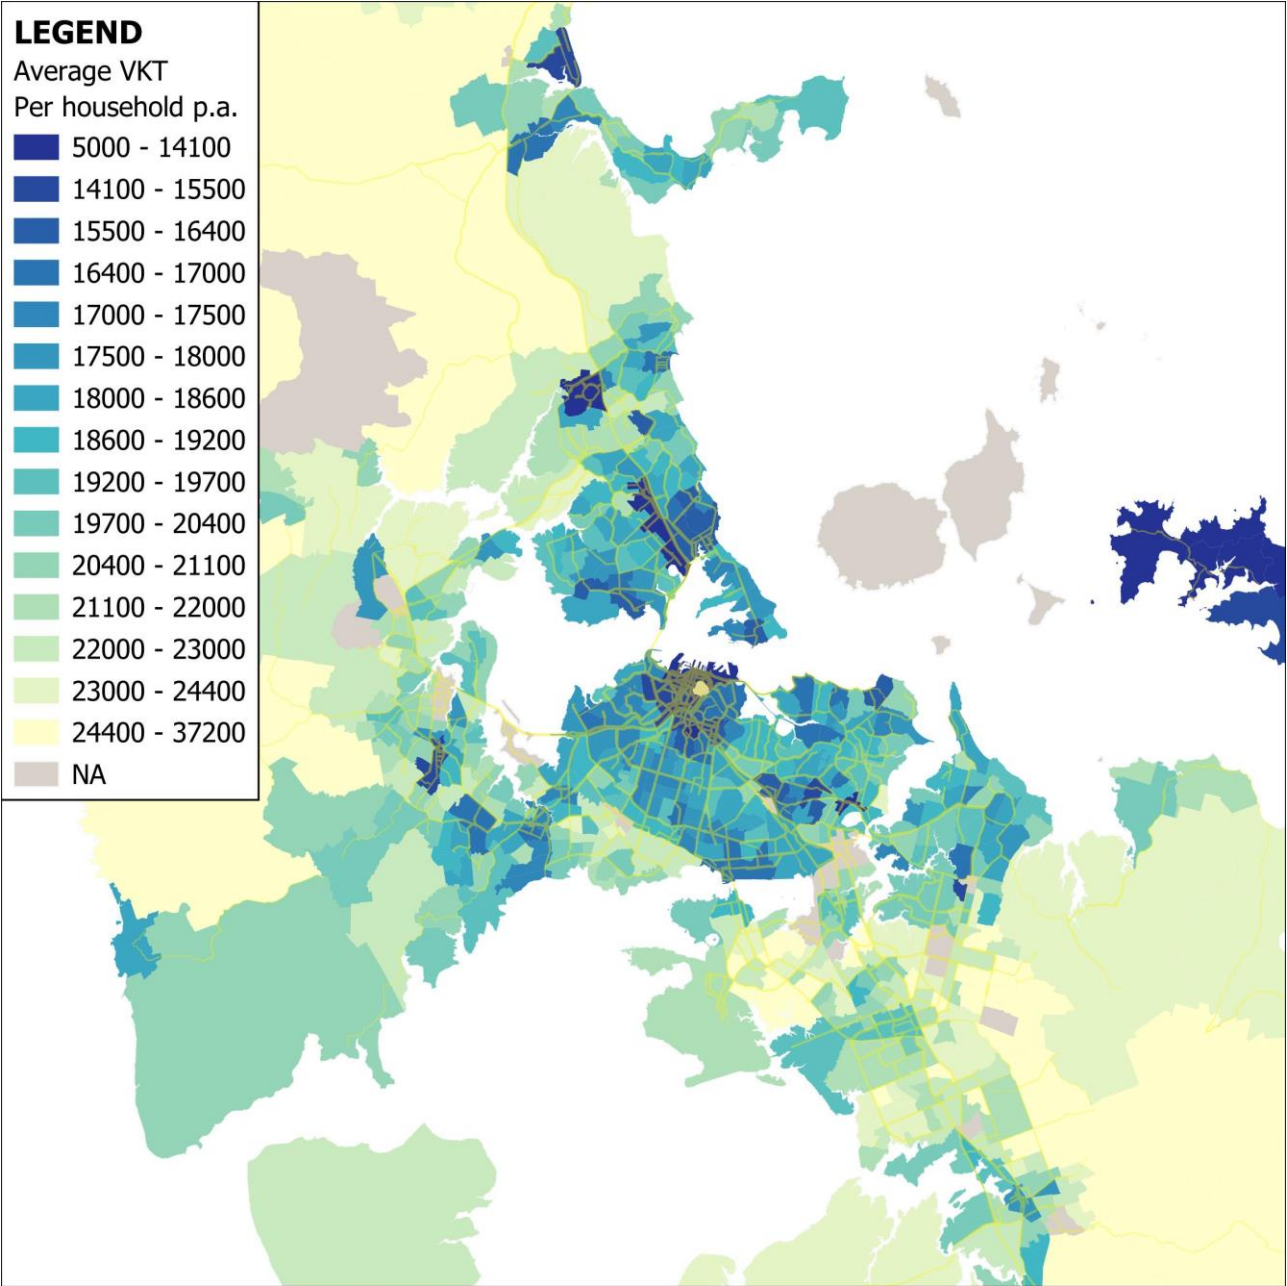 LEGEND
Average VKT
Per household p.a.
5000 - 14100
14100 - 15500
15500 - 16400
16400 - 17000
17000 - 17500
17500 - 18000
18000 - 18600
18600 - 19200
19200 - 19700
19700 - 20400
20400 - 21100
21100 - 22000
22000 - 23000
23000 - 24400
24400 - 37200
NA